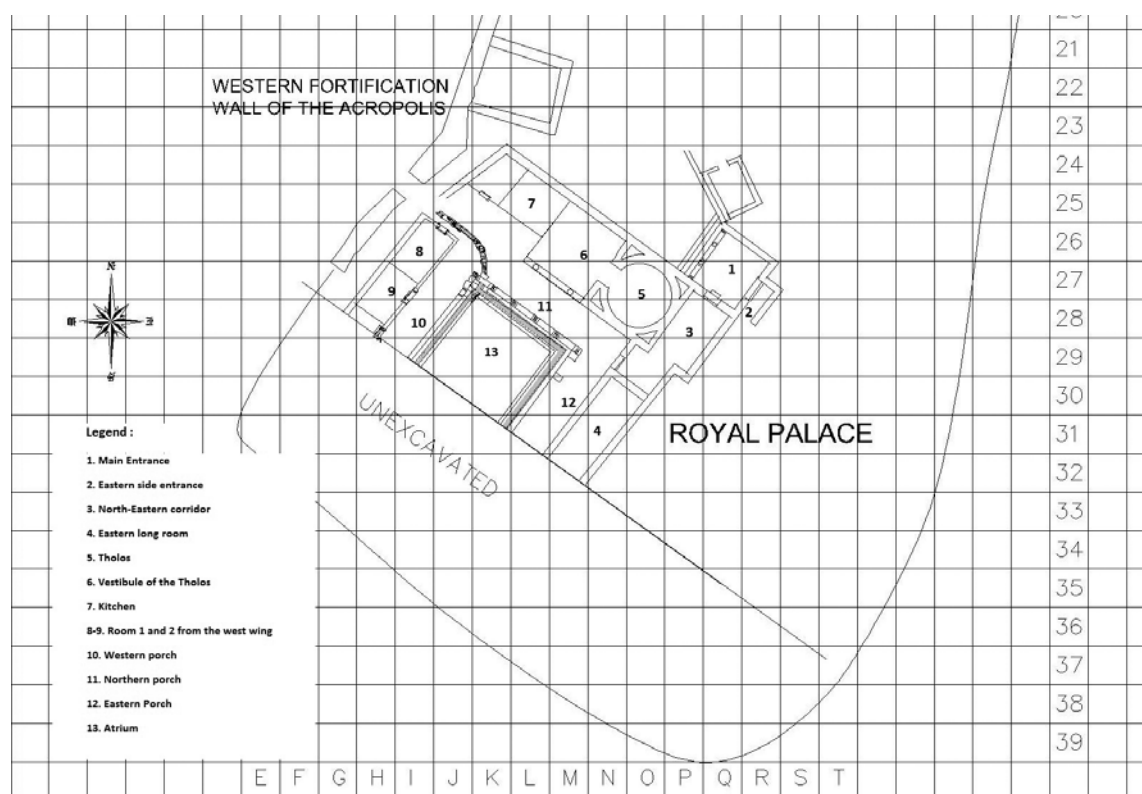 20
21
WESTERN FORTIFICATION
WALL OF THE ACROPOLIS
22
23
24
7
25
8
6
26
1
9
5
27
11
2
10
3
28
13
29
12
30
UNEXCAVATED
4
ROYAL PALACE
31
32
33
34
35
36
37
38
39
Legend :
1. Main Entrance
2. Eastern side entrance
3. North-Eastern corridor
4. Eastern long room
5. Tholos
6. Vestibule of the Tholos
7. Kitchen
8-9. Room 1 and 2 from the west wing
10. Western porch
11. Northern porch
12. Eastern Porch
13. Atrium
E F G H I J K L M N O P Q R S T